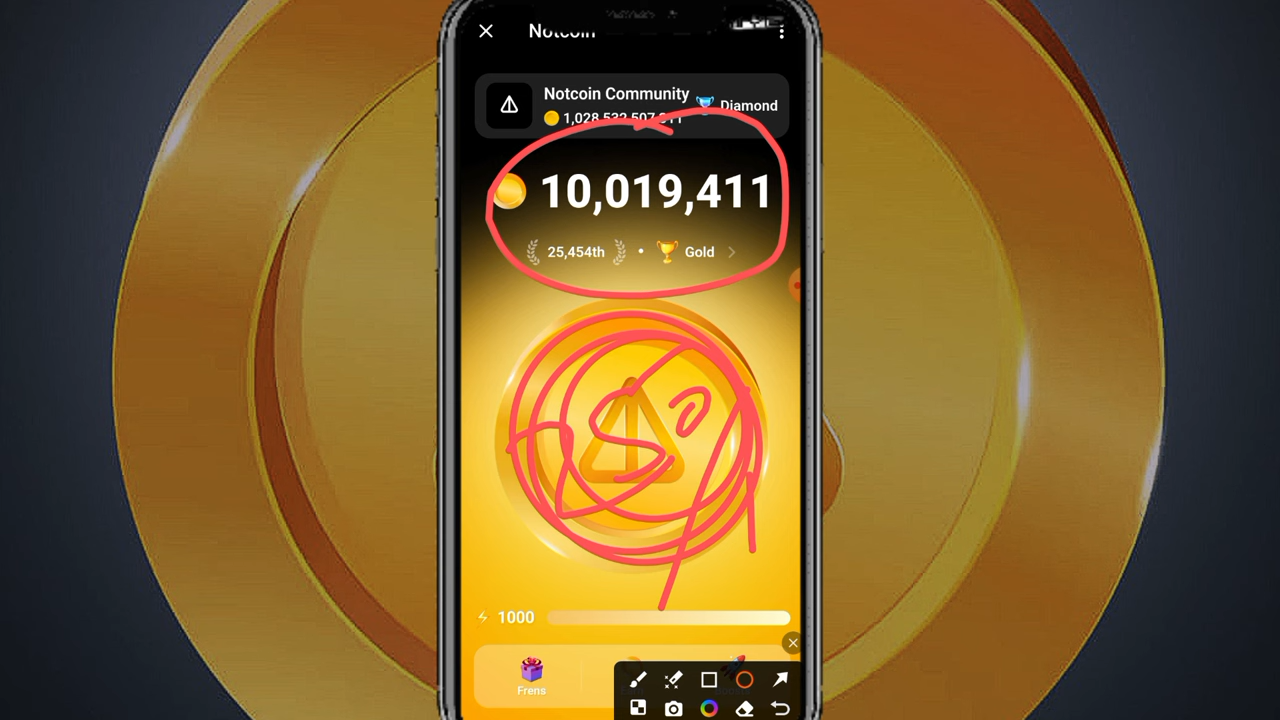 Notcoin
Notcoin Community
Diamond
10,019,411
25,454th • Gold
1000
Frens